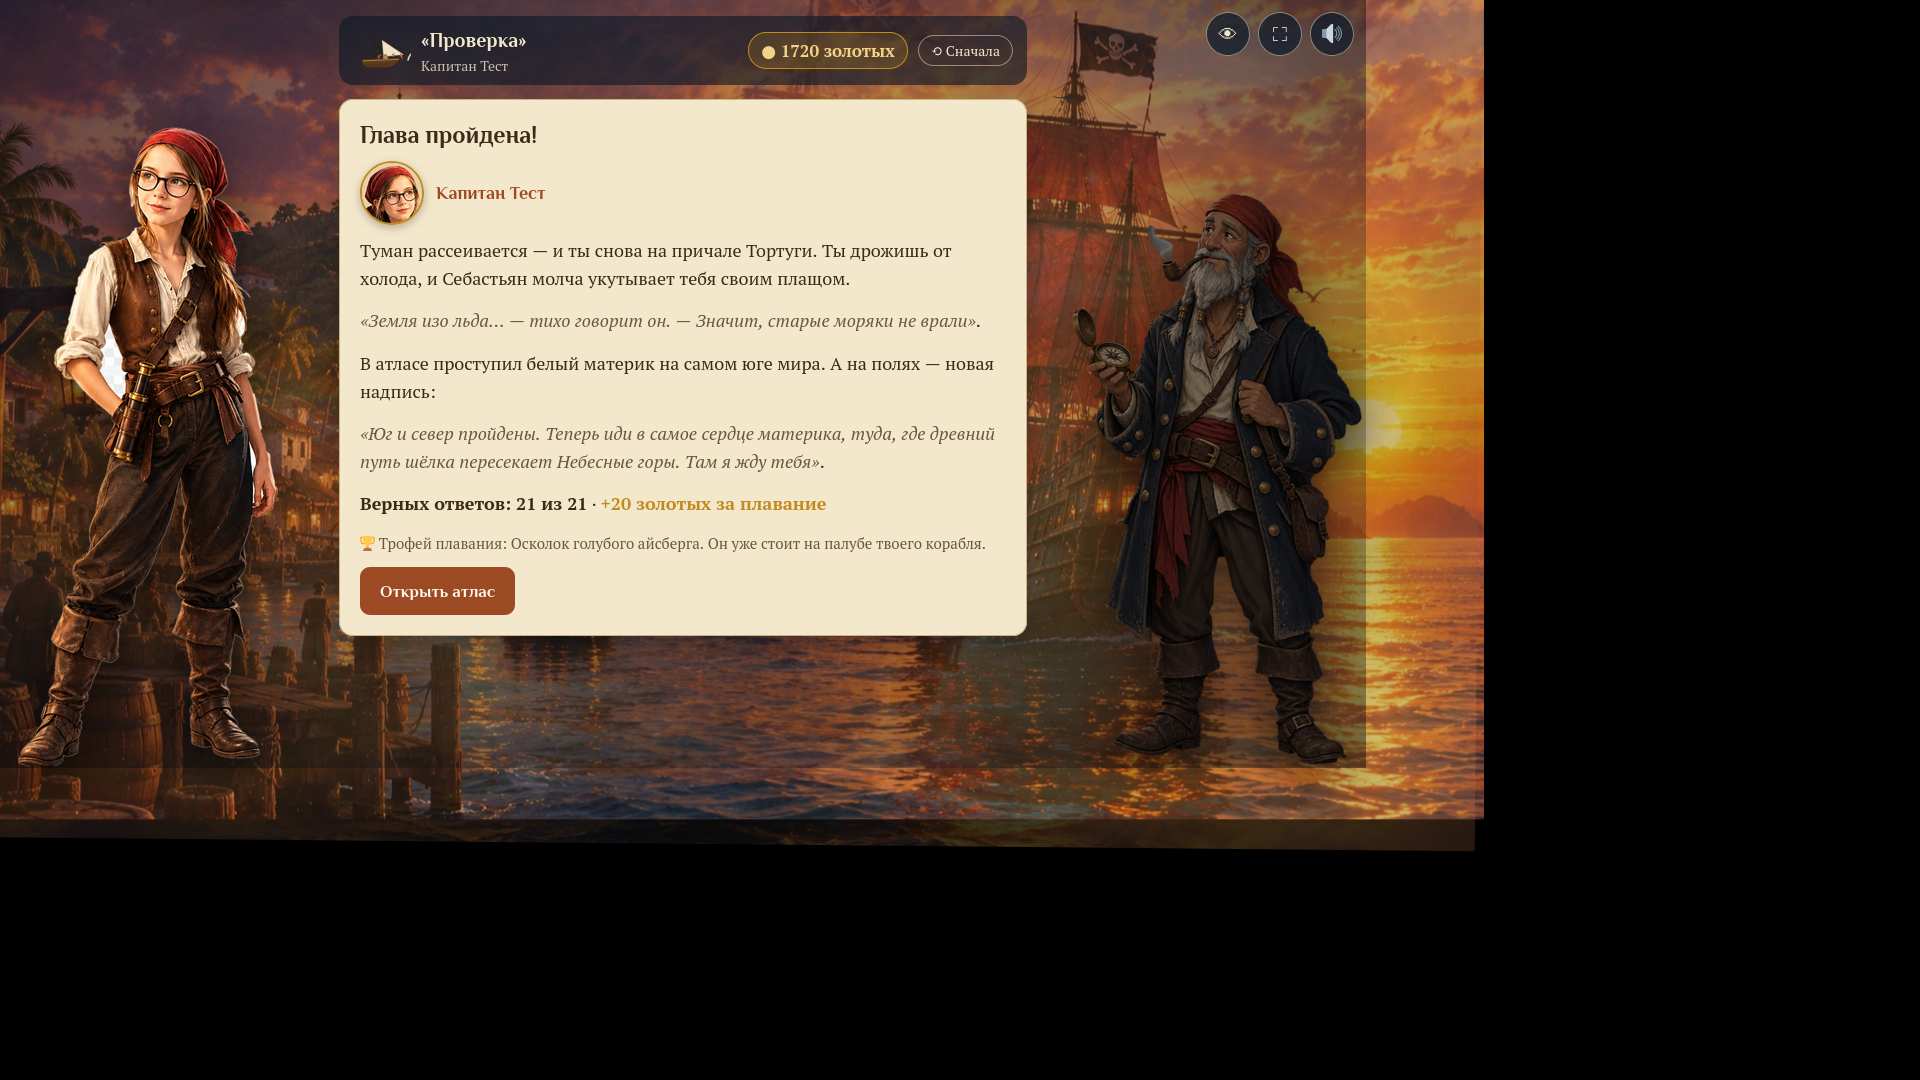 «Проверка»
Капитан Тест
1720 золотых
⟲ Сначала
Глава пройдена!
Капитан Тест
Туман рассеивается — и ты снова на причале Тортуги. Ты дрожишь от
холода, и Себастьян молча укутывает тебя своим плащом.
«Земля изо льда… — тихо говорит он. — Значит, старые моряки не врали».
В атласе проступил белый материк на самом юге мира. А на полях — новая
надпись:
«Юг и север пройдены. Теперь иди в самое сердце материка, туда, где древний
путь шёлка пересекает Небесные горы. Там я жду тебя».
Верных ответов: 21 из 21 · +20 золотых за плавание
🏆 Трофей плавания: Осколок голубого айсберга. Он уже стоит на палубе твоего корабля.
Открыть атлас